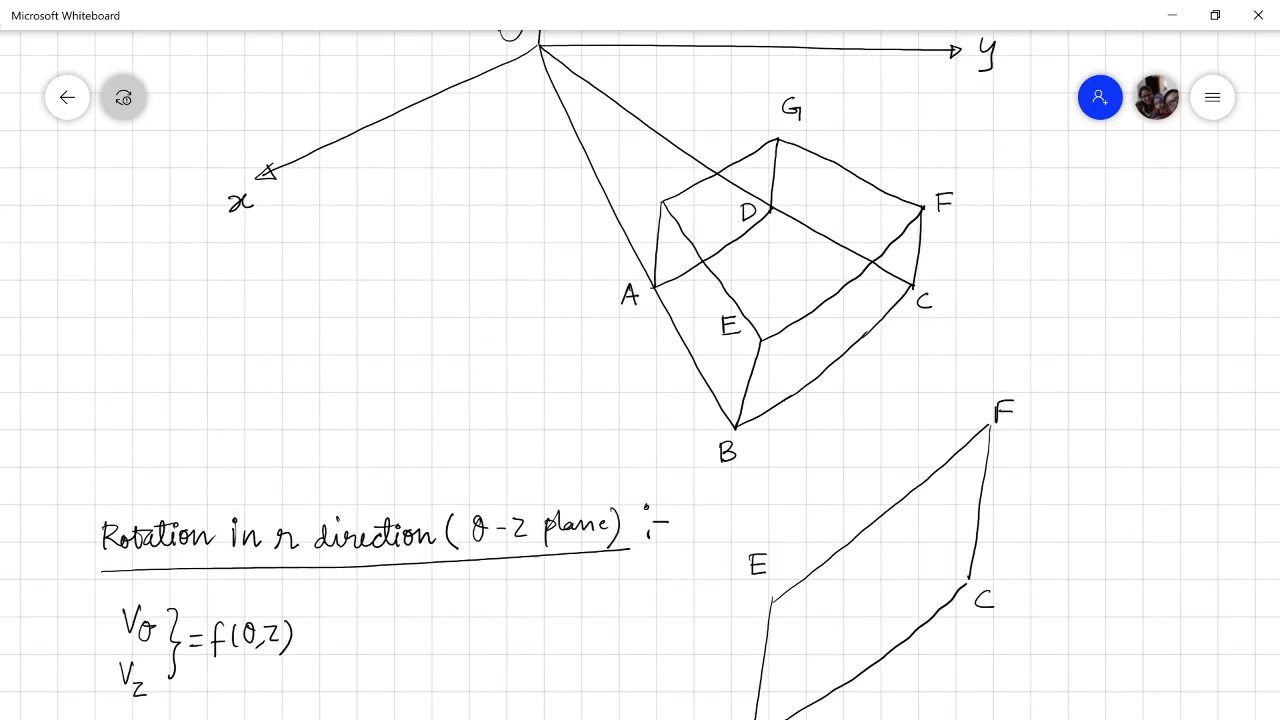 Microsoft Whiteboard
y
G
x
D
F
A
C
E
B
F
Rotation in r direction ( θ - z plane) :-
E
C
Vθ
Vz
} = f(θ,z)